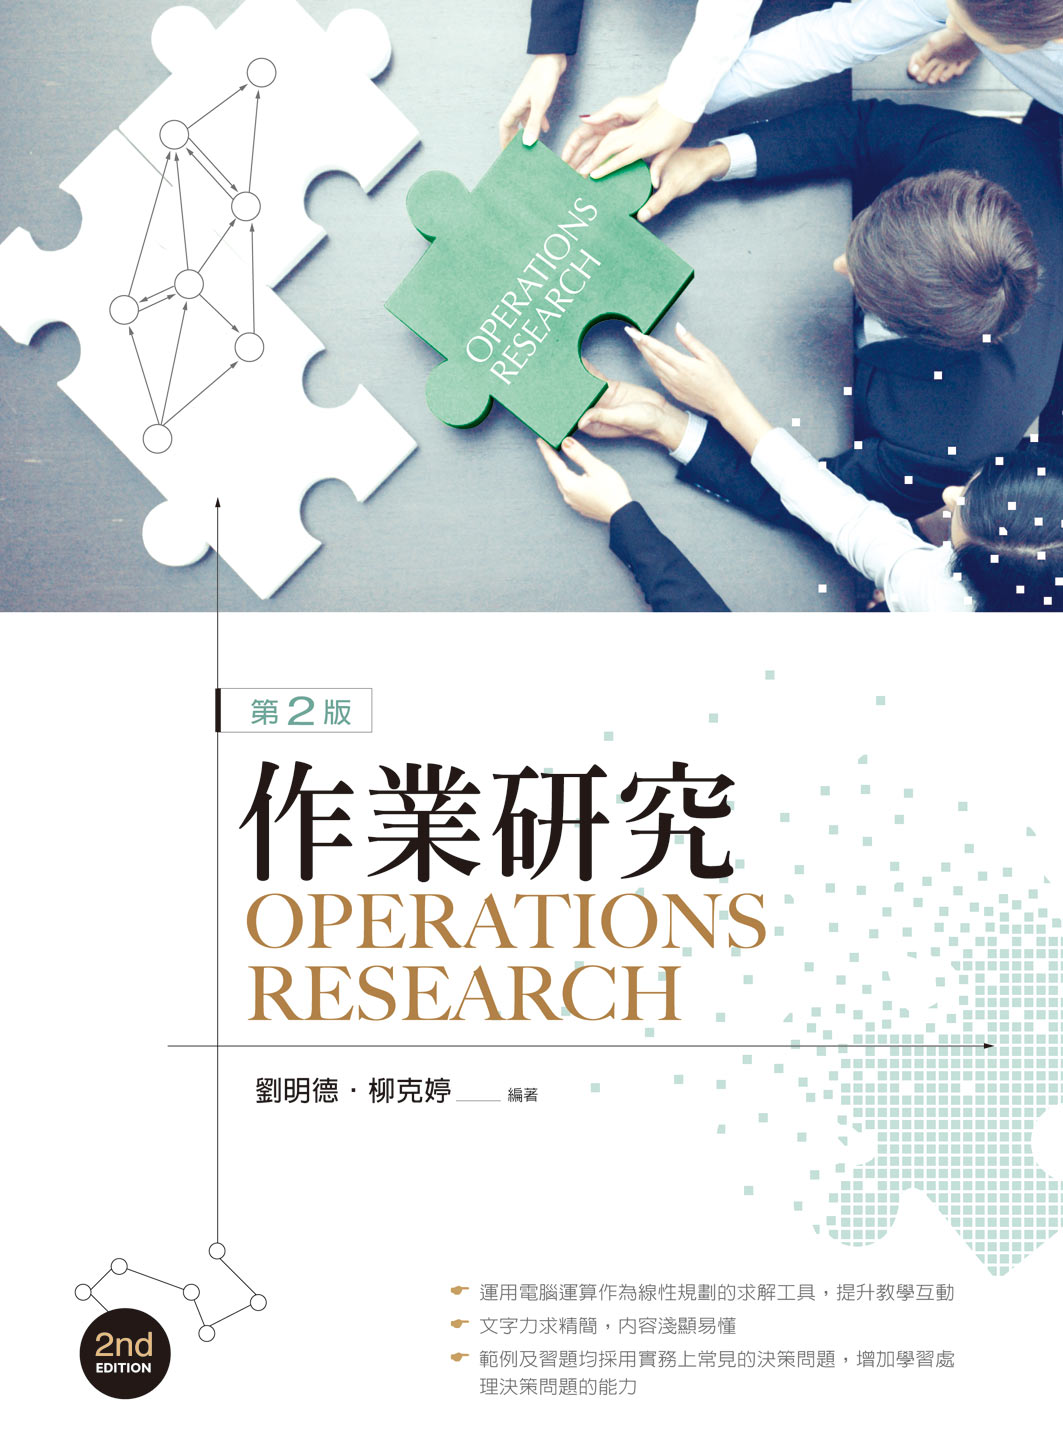 OPERATIONS
RESEARCH
第2版
作業研究
OPERATIONS
RESEARCH
劉明德・柳克婷 編著
2nd
EDITION
運用電腦運算作為線性規劃的求解工具，提升教學互動
文字力求精簡，內容淺顯易懂
範例及習題均採用實務上常見的決策問題，增加學習處
理決策問題的能力